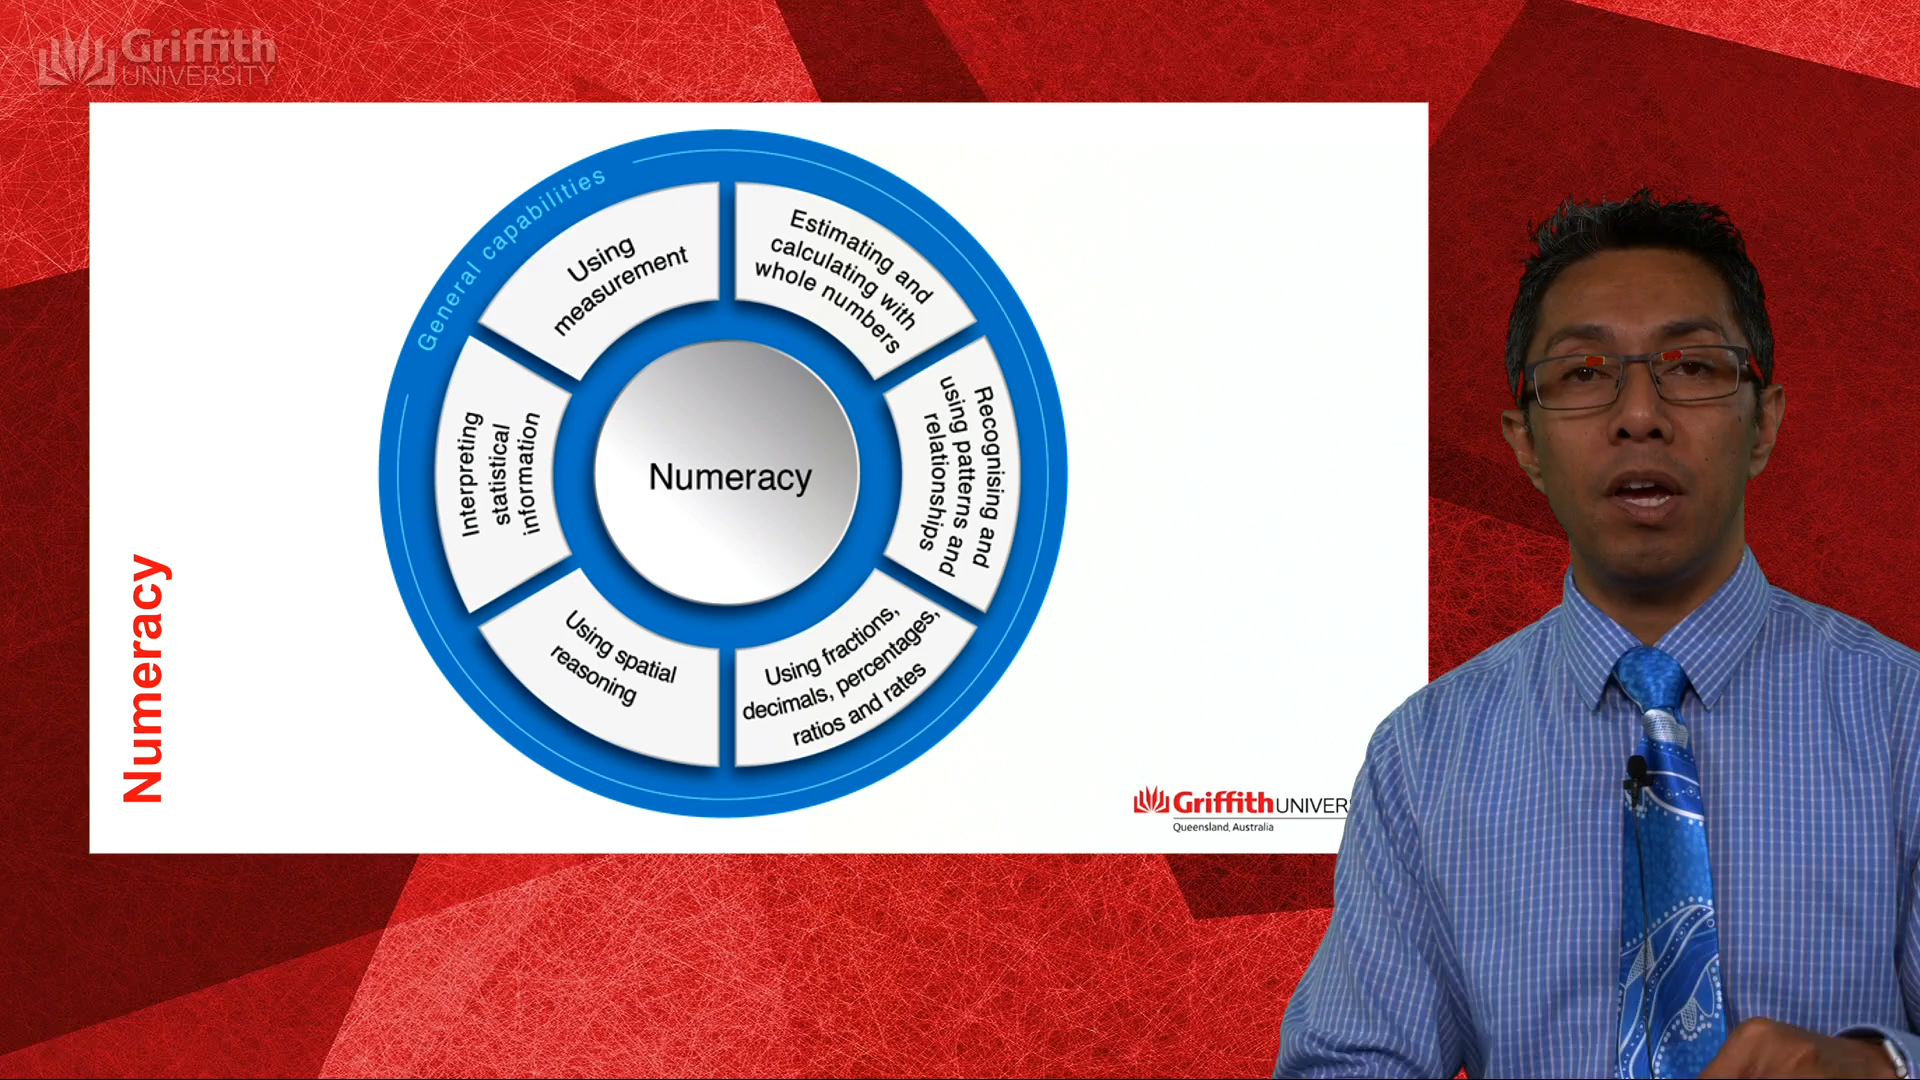 Griffith
UNIVERSITY
General capabilities
Using
measurement
Estimating and
calculating with
whole numbers
Recognising and
using patterns and
relationships
Using fractions,
decimals, percentages,
ratios and rates
Using spatial
reasoning
Interpreting
statistical
information
Numeracy
Numeracy
Griffith UNIVERS
Queensland, Australia